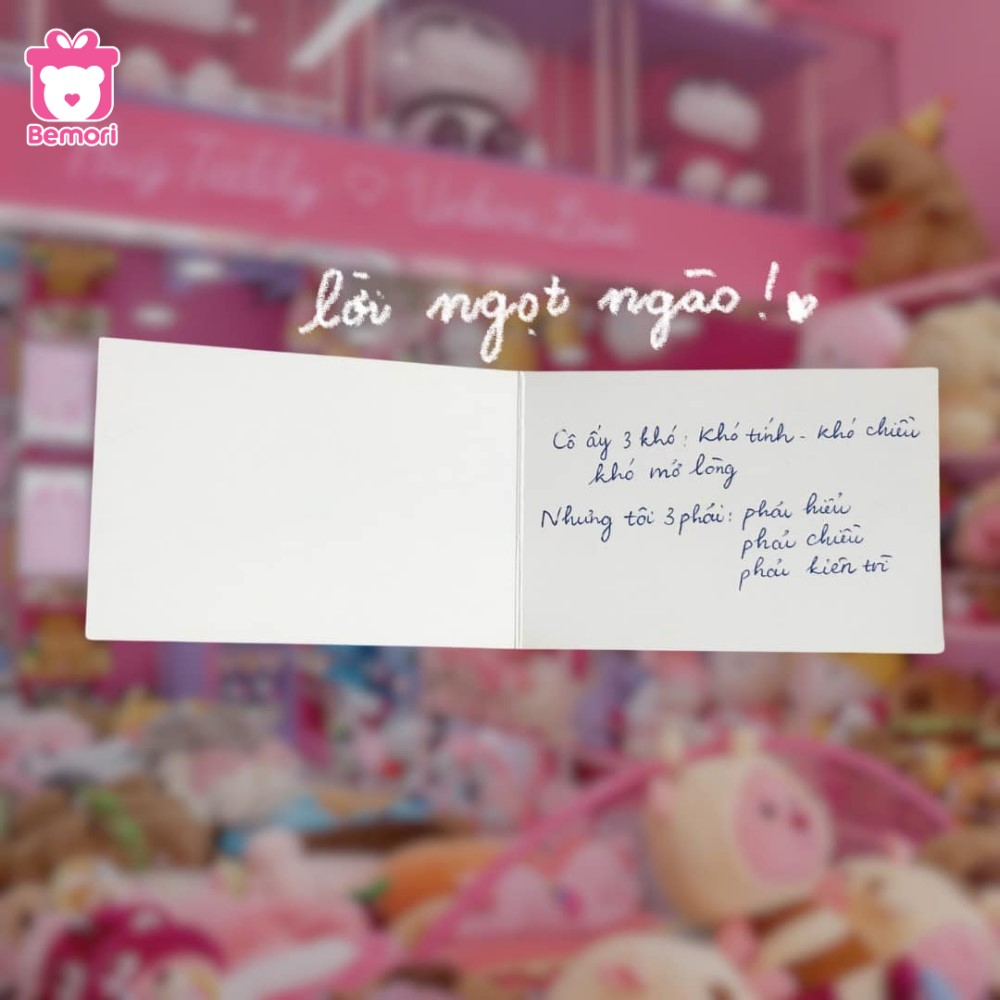 Bemori
lời ngọt ngào!
Cô ấy 3 khó: Khó tính - khó chiều
khó mở lòng
Nhưng tôi 3 phải: phải hiểu
phải chiều
phải kiên trì